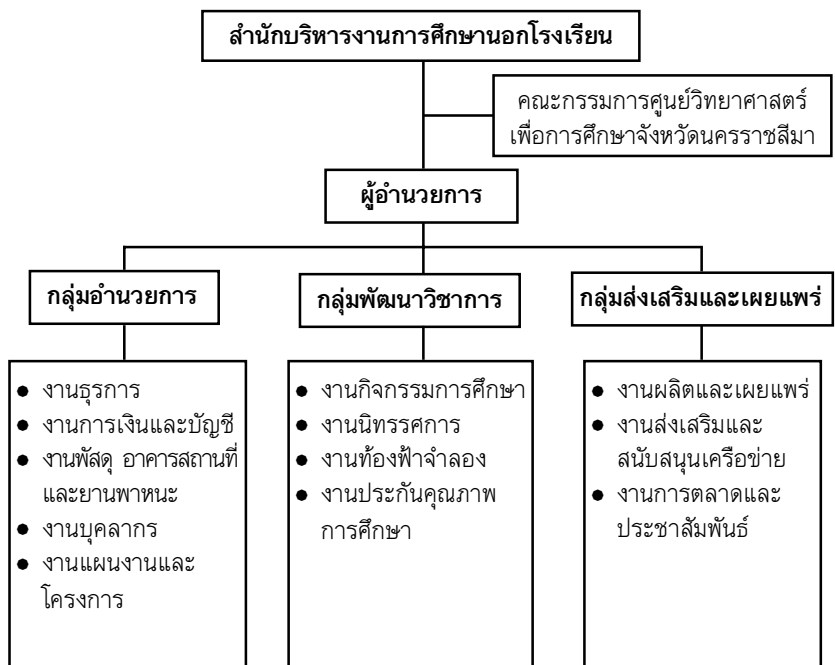 สำนักบริหารงานการศึกษานอกโรงเรียน
คณะกรรมการศูนย์วิทยาศาสตร์
เพื่อการศึกษาจังหวัดนครราชสีมา
ผู้อำนวยการ
กลุ่มอำนวยการ
● งานธุรการ
● งานการเงินและบัญชี
● งานพัสดุ อาคารสถานที่
และยานพาหนะ
● งานบุคลากร
● งานแผนงานและ
โครงการ
กลุ่มพัฒนาวิชาการ
● งานกิจกรรมการศึกษา
● งานนิทรรศการ
● งานท้องฟ้าจำลอง
● งานประกันคุณภาพ
การศึกษา
กลุ่มส่งเสริมและเผยแพร่
● งานผลิตและเผยแพร่
● งานส่งเสริมและ
สนับสนุนเครือข่าย
● งานการตลาดและ
ประชาสัมพันธ์